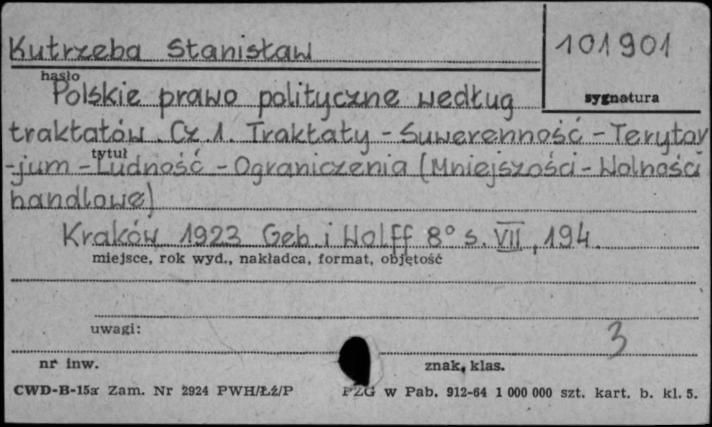 Kutrzeba Stanisław
101901
hasło
Polskie prawo polityczne według
sygnatura
traktatów. Cz. 1. Traktaty - Suwerenność - Terytor
tytuł
-jum - Ludność - Ograniczenia (Mniejszości - Wolności
handlowe)
Kraków 1923 Geb. i Wolff 8° s. VII, 194.
miejsce, rok wyd., nakładca, format, objętość
uwagi:
3
nr inw.
znak, klas.
CWD-B-15a Zam. Nr 2924 PWH/Łź/P
PZG w Pab. 912-64 1 000 000 szt. kart. b. kl. 5.